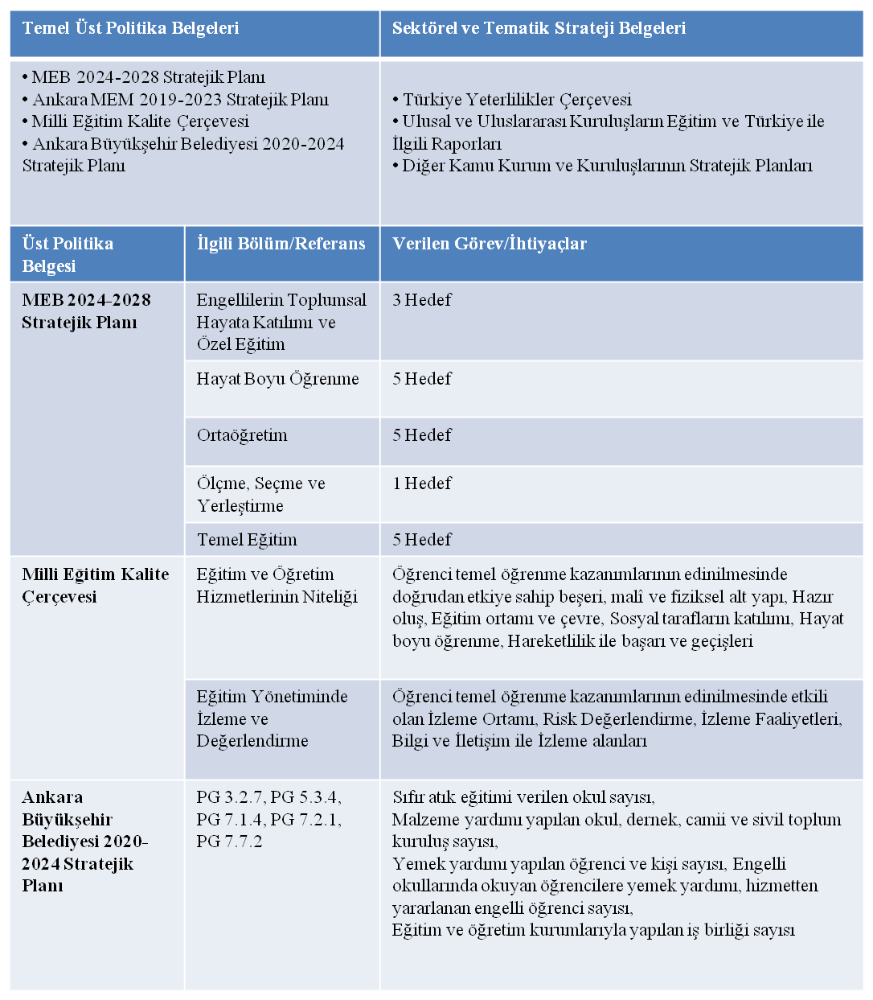 Temel Üst Politika Belgeleri
Sektörel ve Tematik Strateji Belgeleri
• MEB 2024-2028 Stratejik Planı
• Ankara MEM 2019-2023 Stratejik Planı
• Milli Eğitim Kalite Çerçevesi
• Ankara Büyükşehir Belediyesi 2020-2024
Stratejik Planı
• Türkiye Yeterlilikler Çerçevesi
• Ulusal ve Uluslararası Kuruluşların Eğitim ve Türkiye ile
İlgili Raporları
• Diğer Kamu Kurum ve Kuruluşlarının Stratejik Planları
Üst Politika
Belgesi
İlgili Bölüm/Referans
Verilen Görev/İhtiyaçlar
MEB 2024-2028
Stratejik Planı
Engellilerin Toplumsal
Hayata Katılımı ve
Özel Eğitim
3 Hedef
Hayat Boyu Öğrenme
5 Hedef
Ortaöğretim
5 Hedef
Ölçme, Seçme ve
Yerleştirme
1 Hedef
Temel Eğitim
5 Hedef
Milli Eğitim Kalite
Çerçevesi
Eğitim ve Öğretim
Hizmetlerinin Niteliği
Öğrenci temel öğrenme kazanımlarının edinilmesinde
doğrudan etkiye sahip beşeri, malî ve fiziksel alt yapı, Hazır
oluş, Eğitim ortamı ve çevre, Sosyal tarafların katılımı, Hayat
boyu öğrenme, Hareketlilik ile başarı ve geçişleri
Eğitim Yönetiminde
İzleme ve
Değerlendirme
Öğrenci temel öğrenme kazanımlarının edinilmesinde etkili
olan İzleme Ortamı, Risk Değerlendirme, İzleme Faaliyetleri,
Bilgi ve İletişim ile İzleme alanları
Ankara
Büyükşehir
Belediyesi 2020-
2024 Stratejik
Planı
PG 3.2.7, PG 5.3.4,
PG 7.1.4, PG 7.2.1,
PG 7.7.2
Sıfır atık eğitimi verilen okul sayısı,
Malzeme yardımı yapılan okul, dernek, camii ve sivil toplum
kuruluş sayısı,
Yemek yardımı yapılan öğrenci ve kişi sayısı, Engelli
okullarında okuyan öğrencilere yemek yardımı, hizmetten
yararlanan engelli öğrenci sayısı,
Eğitim ve öğretim kurumlarıyla yapılan iş birliği sayısı